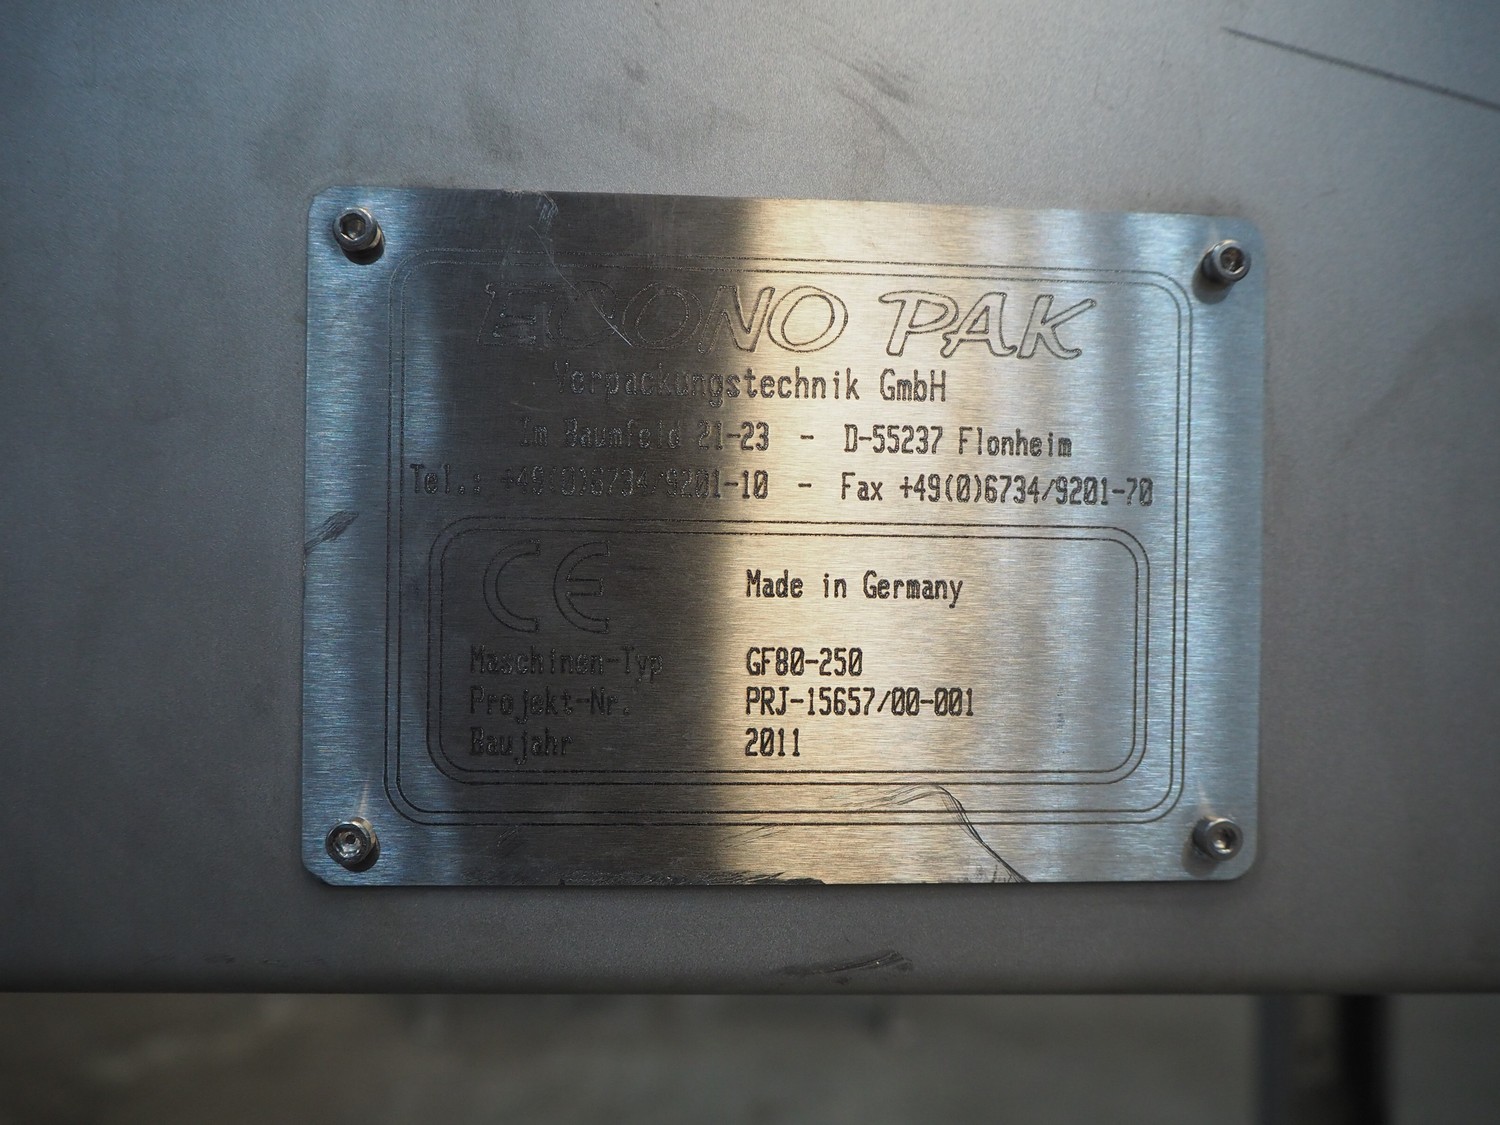 ECONO PAK
Verpackungstechnik GmbH
Im Baumfeld 21-23 - D-55237 Flonheim
Tel.: +49(0)6734/9201-10 - Fax +49(0)6734/9201-70
CE
Made in Germany
Maschinen-Typ GF80-250
Projekt-Nr. PRJ-15657/00-001
Baujahr 2011